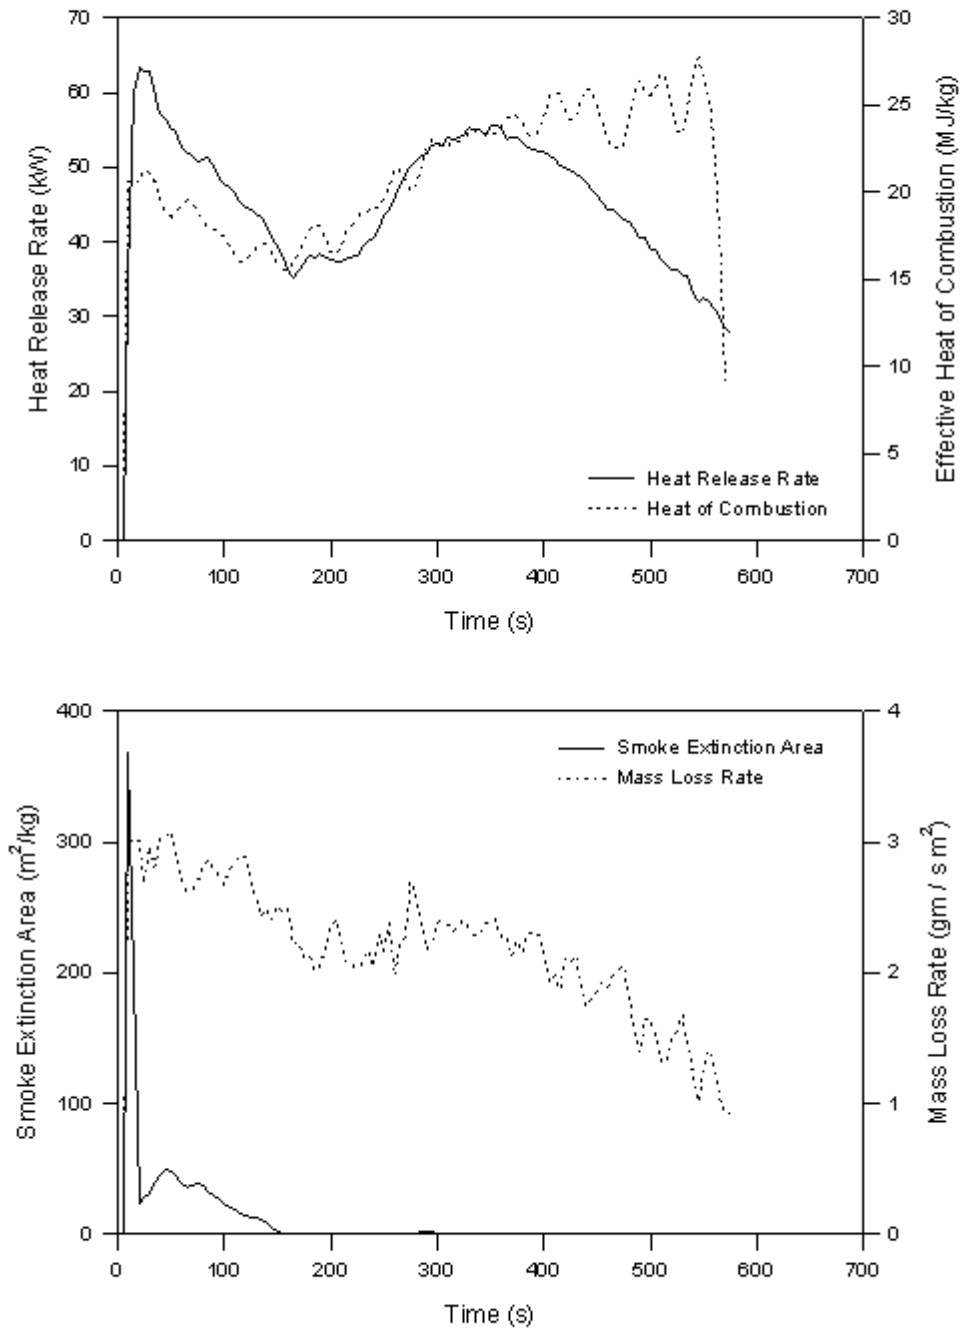 70
60
50
40
30
20
10
0
30
25
20
15
10
5
0
Heat Release Rate (kW)
Effective Heat of Combustion (MJ/kg)
Heat Release Rate
Heat of Combustion
0 100 200 300 400 500 600 700
Time (s)
400
300
200
100
0
4
3
2
1
0
Smoke Extinction Area (m²/kg)
Mass Loss Rate (gm / s m²)
Smoke Extinction Area
Mass Loss Rate
0 100 200 300 400 500 600 700
Time (s)